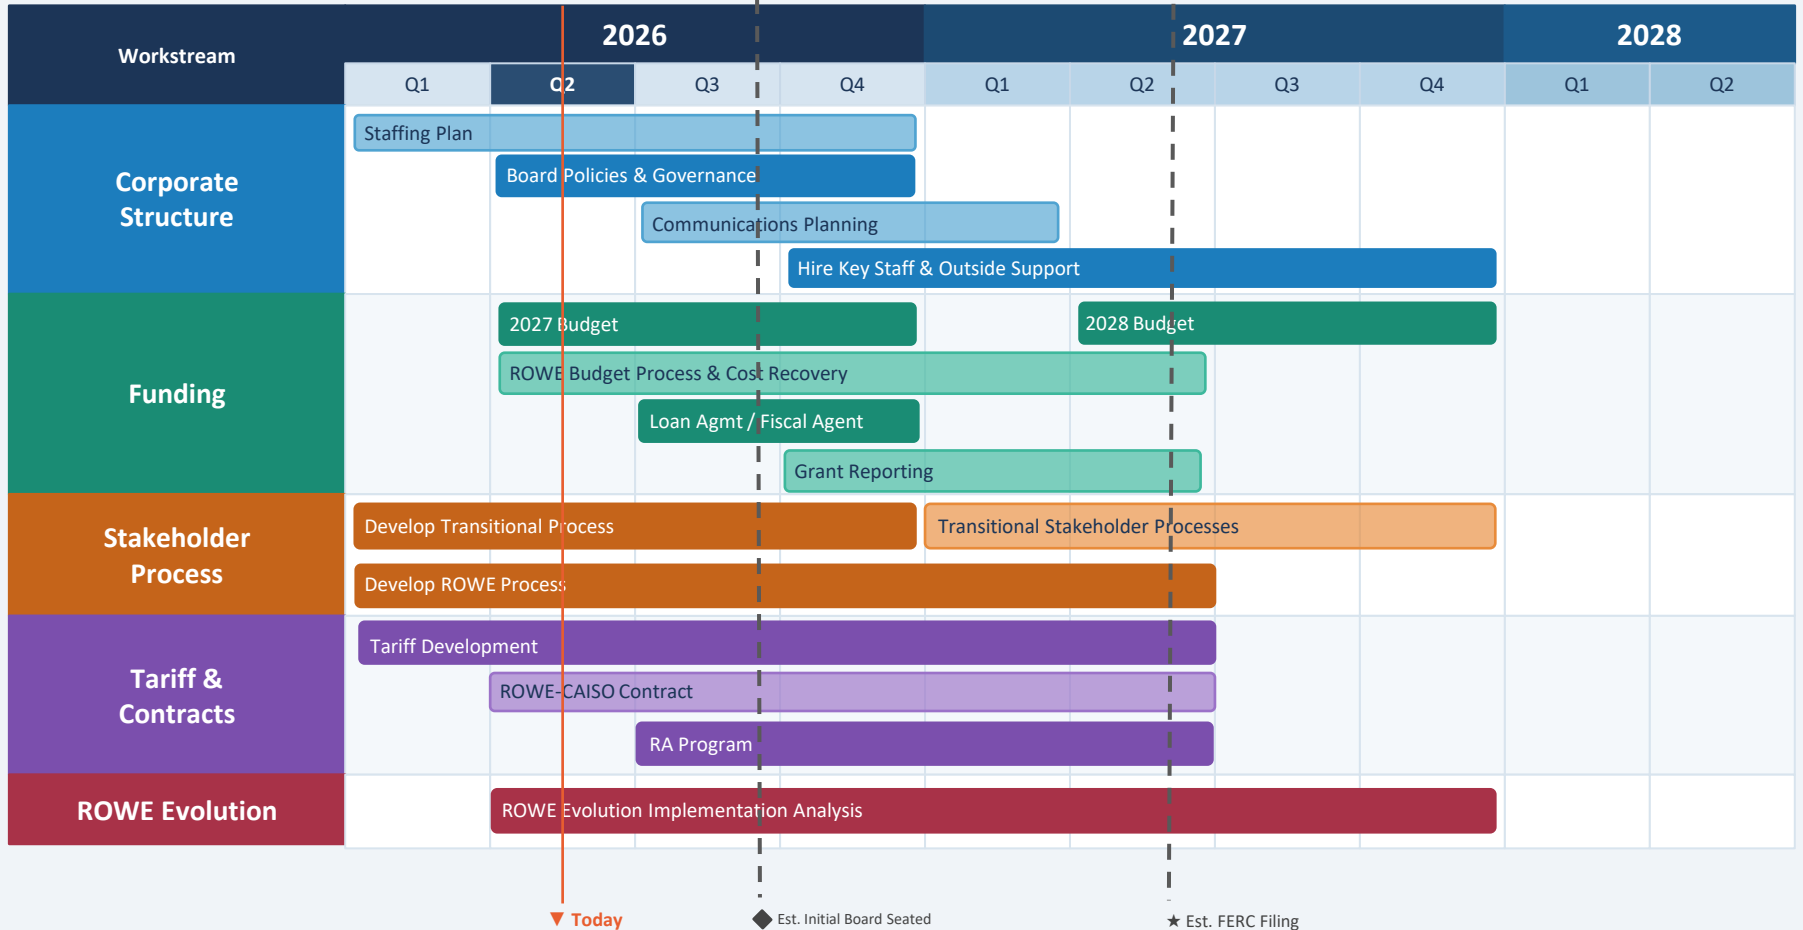 Workstream
2026
2027
2028
Q1
Q2
Q3
Q4
Q1
Q2
Q3
Q4
Q1
Q2
Corporate
Structure
Staffing Plan
Board Policies & Governance
Communications Planning
Hire Key Staff & Outside Support
Funding
2027 Budget
2028 Budget
ROWE Budget Process & Cost Recovery
Loan Agmt / Fiscal Agent
Grant Reporting
Stakeholder
Process
Develop Transitional Process
Transitional Stakeholder Processes
Develop ROWE Process
Tariff &
Contracts
Tariff Development
ROWE-CAISO Contract
RA Program
ROWE Evolution
ROWE Evolution Implementation Analysis
▼ Today
◆ Est. Initial Board Seated
★ Est. FERC Filing